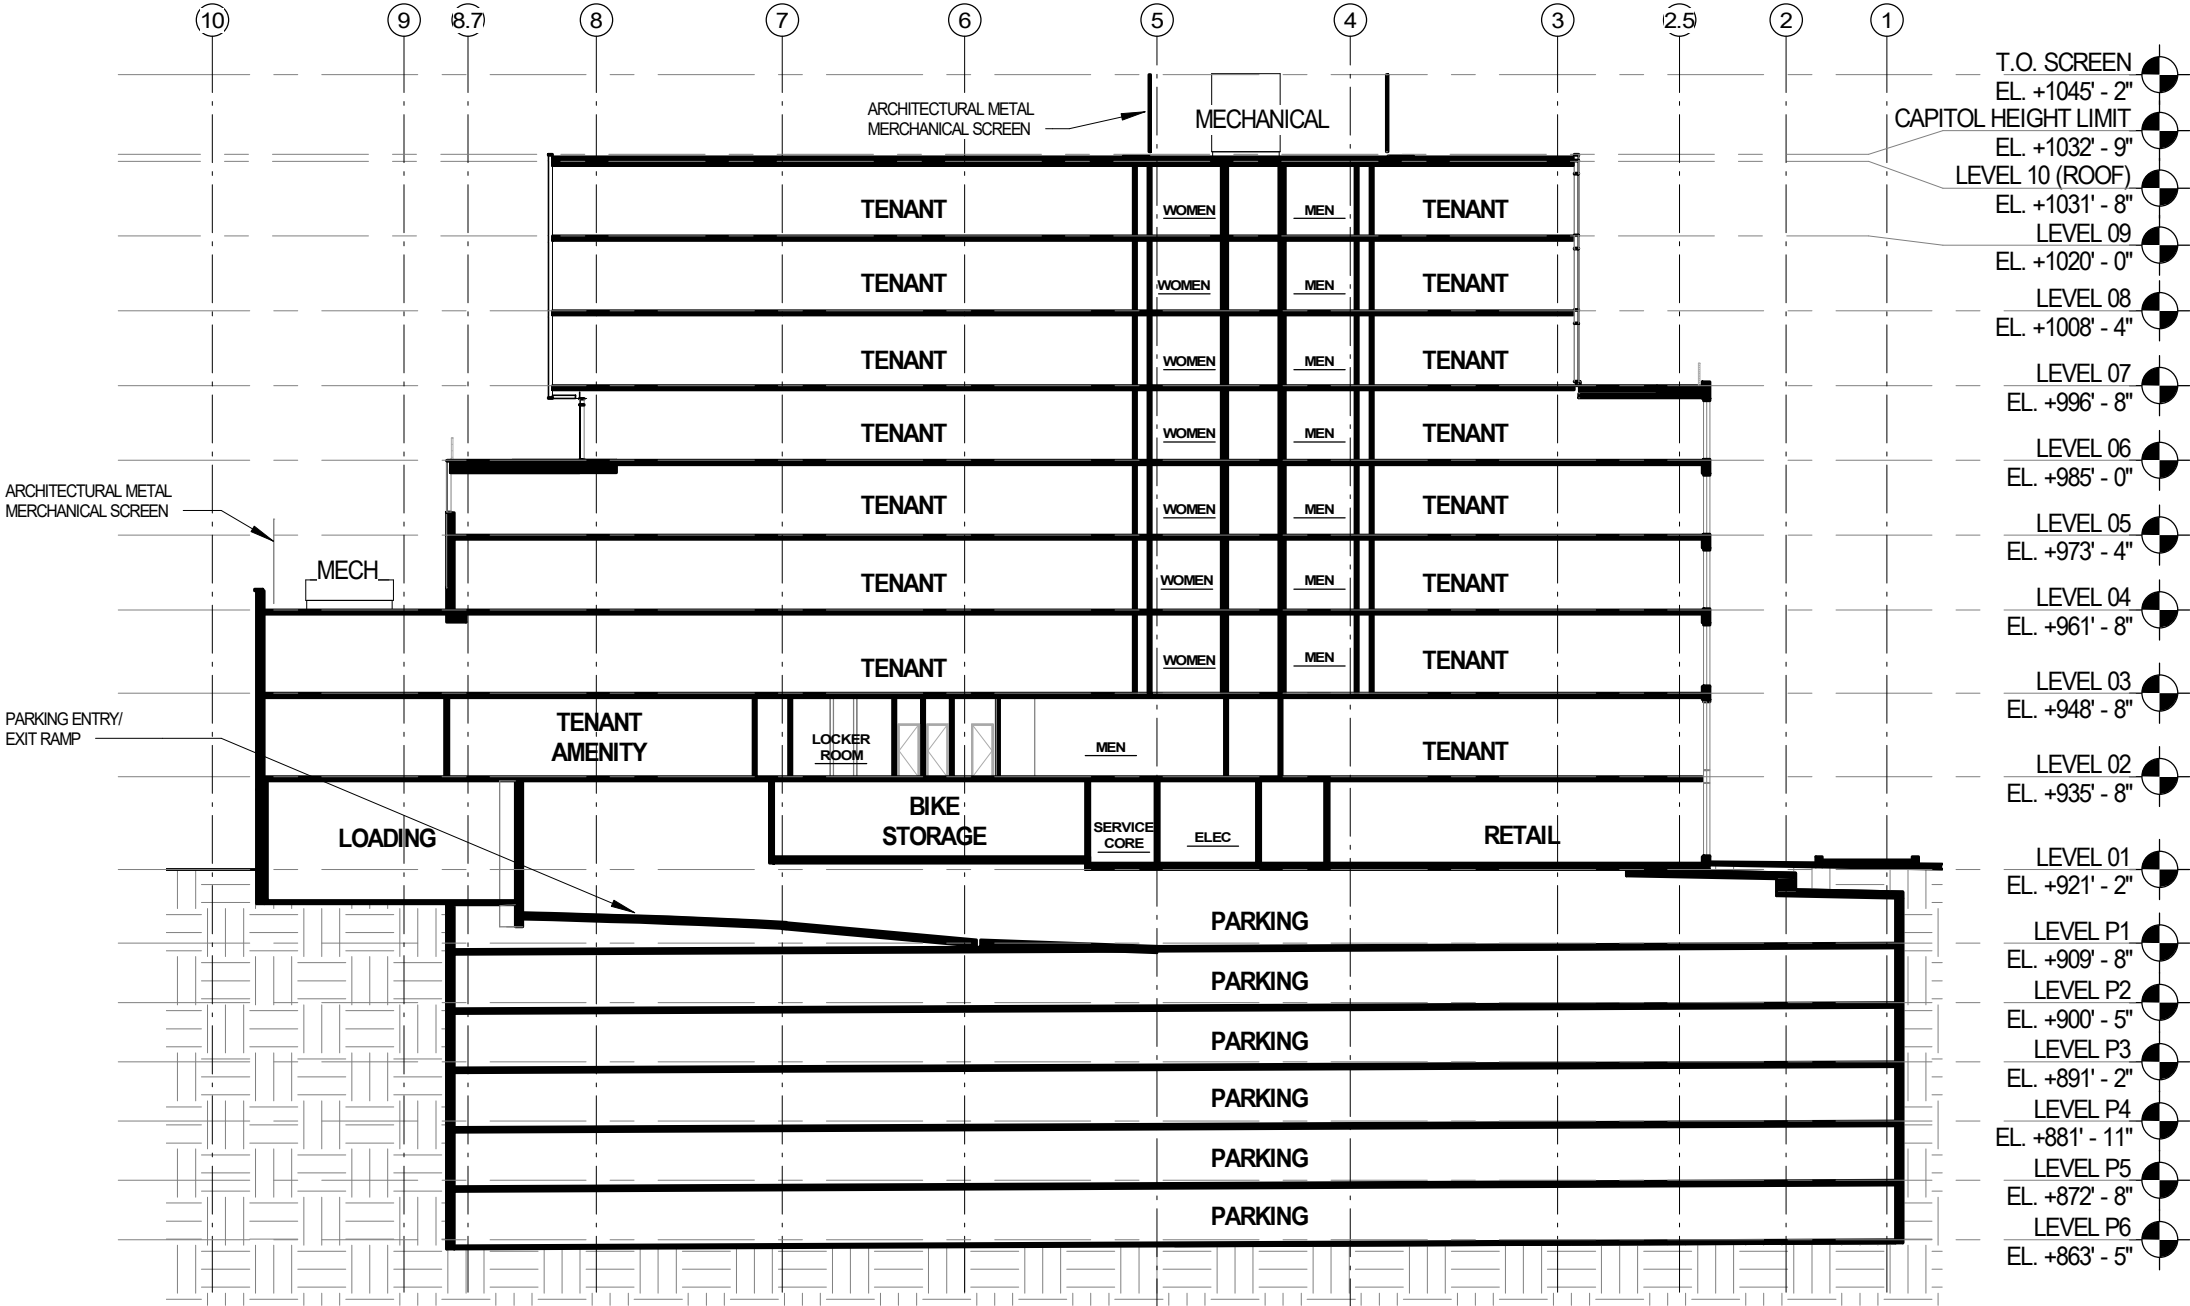 10
9
8.7
8
7
6
5
4
3
2.5
2
1
T.O. SCREEN
EL. +1045' - 2"
CAPITOL HEIGHT LIMIT
EL. +1032' - 9"
LEVEL 10 (ROOF)
EL. +1031' - 8"
LEVEL 09
EL. +1020' - 0"
LEVEL 08
EL. +1008' - 4"
LEVEL 07
EL. +996' - 8"
LEVEL 06
EL. +985' - 0"
LEVEL 05
EL. +973' - 4"
LEVEL 04
EL. +961' - 8"
LEVEL 03
EL. +948' - 8"
LEVEL 02
EL. +935' - 8"
LEVEL 01
EL. +921' - 2"
LEVEL P1
EL. +909' - 8"
LEVEL P2
EL. +900' - 5"
LEVEL P3
EL. +891' - 2"
LEVEL P4
EL. +881' - 11"
LEVEL P5
EL. +872' - 8"
LEVEL P6
EL. +863' - 5"
ARCHITECTURAL METAL
MERCHANICAL SCREEN
MECHANICAL
TENANT
WOMEN
MEN
TENANT
TENANT
WOMEN
MEN
TENANT
TENANT
WOMEN
MEN
TENANT
TENANT
WOMEN
MEN
TENANT
ARCHITECTURAL METAL
MERCHANICAL SCREEN
TENANT
WOMEN
MEN
TENANT
MECH
TENANT
WOMEN
MEN
TENANT
TENANT
WOMEN
MEN
TENANT
PARKING ENTRY/
EXIT RAMP
TENANT
AMENITY
LOCKER
ROOM
MEN
TENANT
LOADING
BIKE
STORAGE
SERVICE
CORE
ELEC
RETAIL
PARKING
PARKING
PARKING
PARKING
PARKING
PARKING